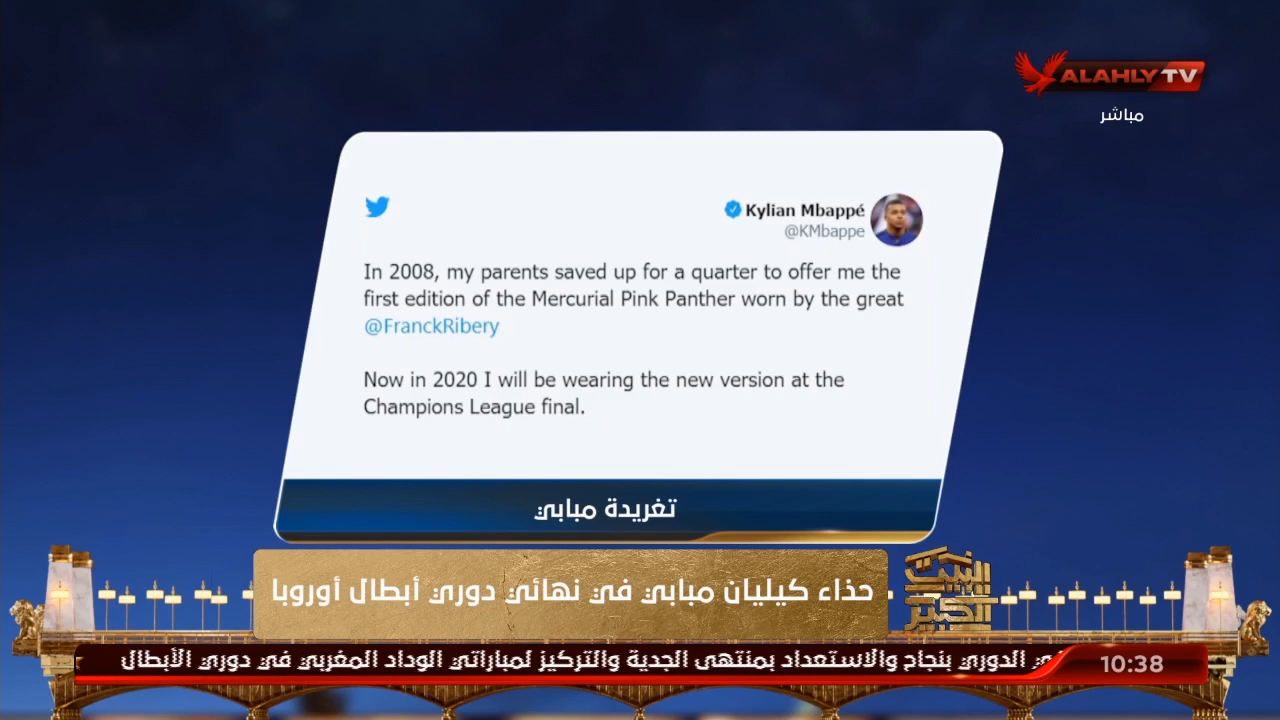 ALAHLY TV
مباشر
Kylian Mbappé
@KMbappe
In 2008, my parents saved up for a quarter to offer me the
first edition of the Mercurial Pink Panther worn by the great
@FranckRibery
Now in 2020 I will be wearing the new version at the
Champions League final.
تغريدة مبابي
حذاء كيليان مبابي في نهائي دوري أبطال أوروبا
البيت
الكبير
الدوري بنجاح والاستعداد بمنتهى الجدية والتركيز لمباراتي الوداد المغربي في دوري الأبطال
10:38